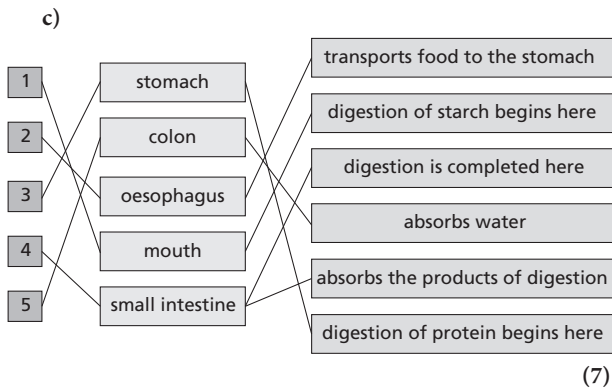 c)
1
2
3
4
5
stomach
colon
oesophagus
mouth
small intestine
transports food to the stomach
digestion of starch begins here
digestion is completed here
absorbs water
absorbs the products of digestion
digestion of protein begins here
(7)